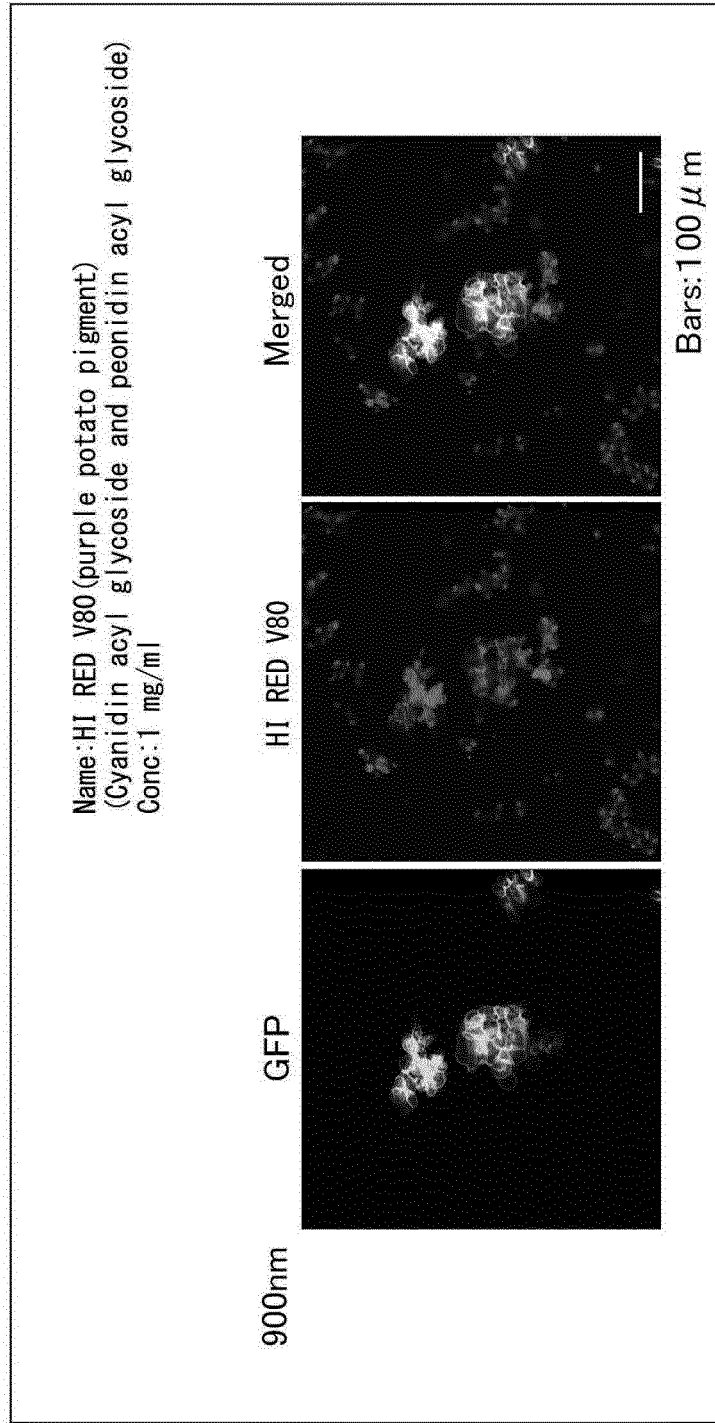 Name:HI RED V80(purple potato pigment)
(Cyanidin acyl glycoside and peonidin acyl glycoside)
Conc:1 mg/ml
900nm
GFP
HI RED V80
Merged
Bars:100μm